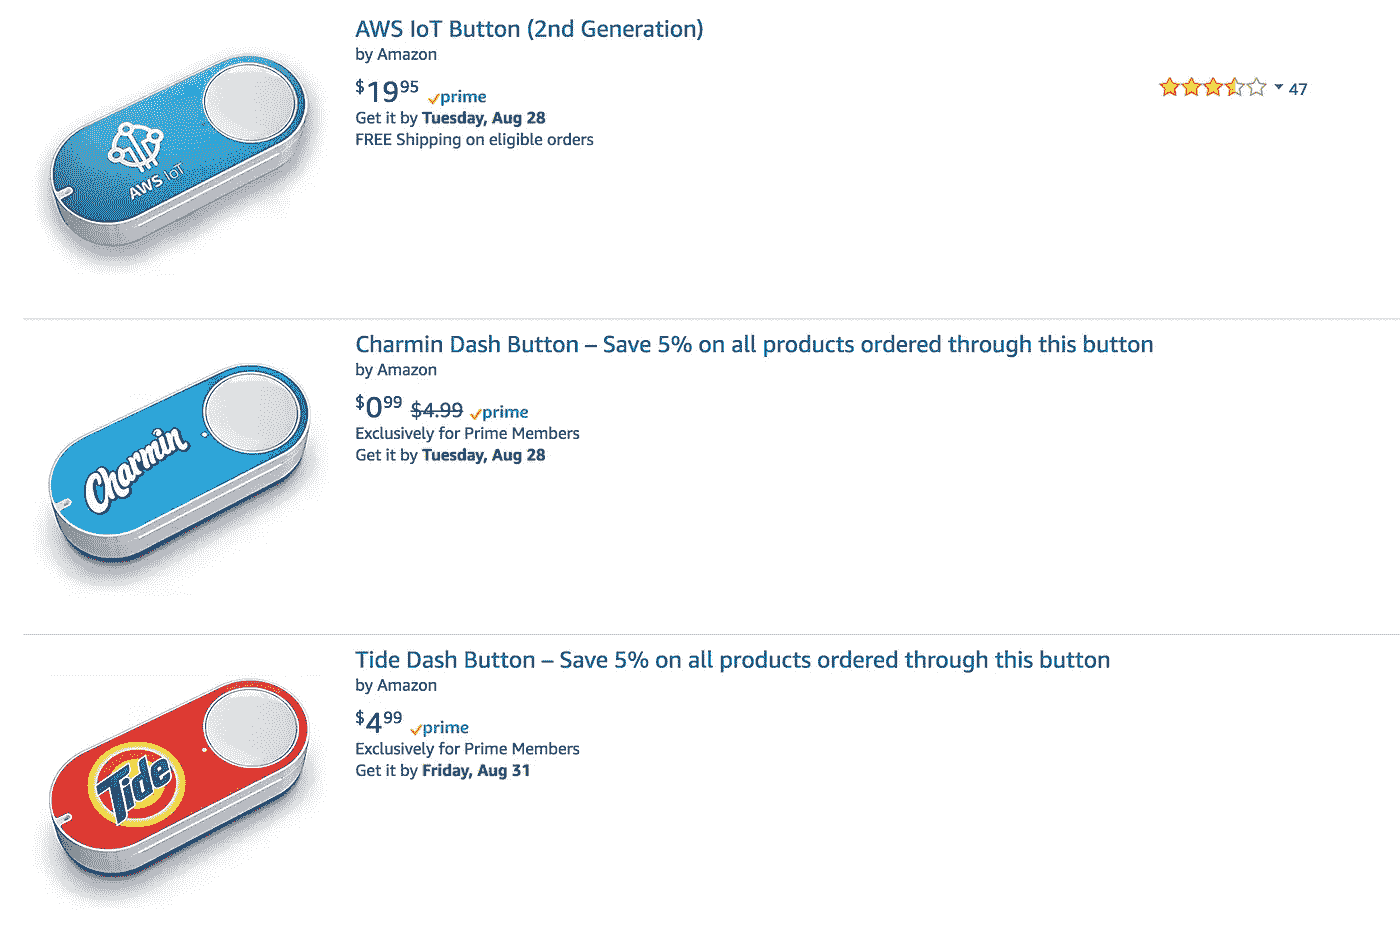 AWS IoT Button (2nd Generation)
by Amazon
$19.95 prime
Get it by Tuesday, Aug 28
FREE Shipping on eligible orders
47
AWS IoT
Charmin Dash Button – Save 5% on all products ordered through this button
by Amazon
$0.99 $4.99 prime
Exclusively for Prime Members
Get it by Tuesday, Aug 28
Charmin
Tide Dash Button – Save 5% on all products ordered through this button
by Amazon
$4.99 prime
Exclusively for Prime Members
Get it by Friday, Aug 31
Tide